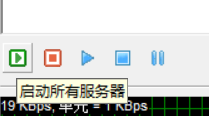 启动所有服务器
19 KBps, 单元 = 1 KBps